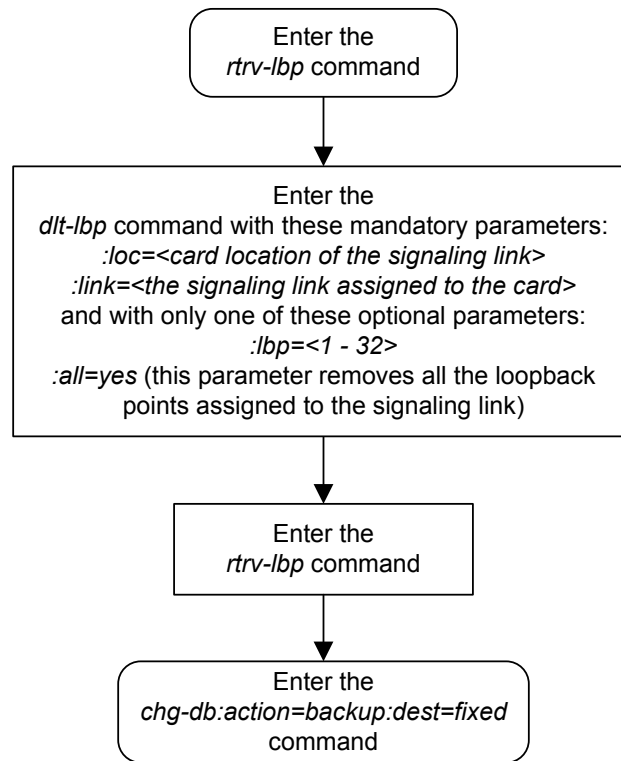 Enter the
rtrv-lbp command
Enter the
dlt-lbp command with these mandatory parameters:
:loc=<card location of the signaling link>
:link=<the signaling link assigned to the card>
and with only one of these optional parameters:
:lbp=<1 - 32>
:all=yes (this parameter removes all the loopback
points assigned to the signaling link)
Enter the
rtrv-lbp command
Enter the
chg-db:action=backup:dest=fixed
command